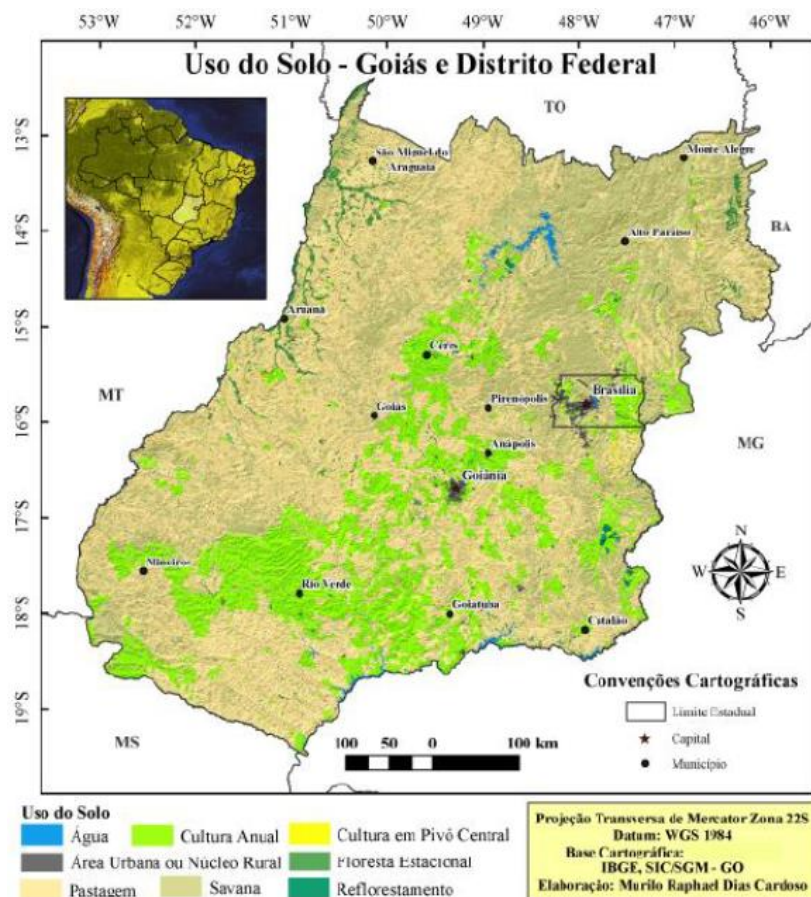 53°W 52°W 51°W 50°W 49°W 48°W 47°W 46°W
Uso do Solo - Goiás e Distrito Federal
TO
13°S
São Miguel do
Araguaia
Monte Alegre
14°S
Alto Paraíso
BA
Aruanã
15°S
Ceres
MT
Brasília
Pirenópolis
Goiás
16°S
MG
Anápolis
Goiânia
17°S
N
Mineiros
W E
Rio Verde
S
18°S
Goiatuba
Catalão
Convenções Cartográficas
19°S
Limite Estadual
MS
100 50 0 100 km
Capital
Município
Uso do Solo
Água Cultura Anual Cultura em Pivô Central
Área Urbana ou Núcleo Rural Floresta Estacional
Pastagem Savana Reflorestamento
Projeção Transversa de Mercator Zona 22S
Datum: WGS 1984
Base Cartográfica:
IBGE, SIC/SGM - GO
Elaboração: Murilo Raphael Dias Cardoso